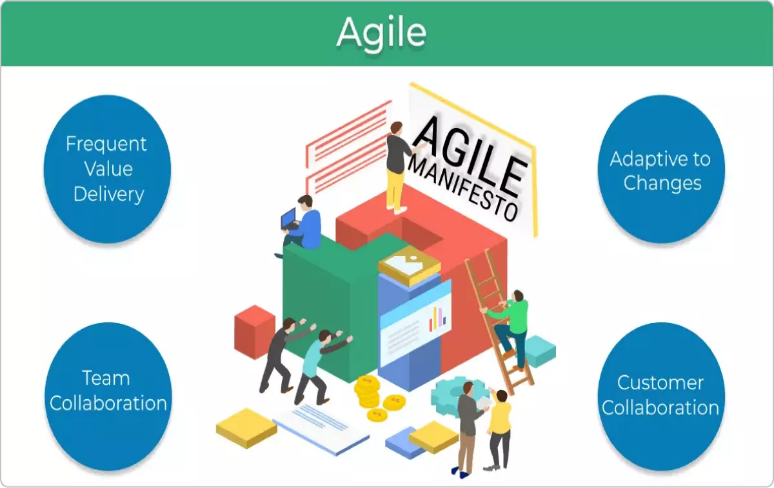 Agile
Frequent
Value
Delivery
AGILE
MANIFESTO
Adaptive to
Changes
Team
Collaboration
Customer
Collaboration